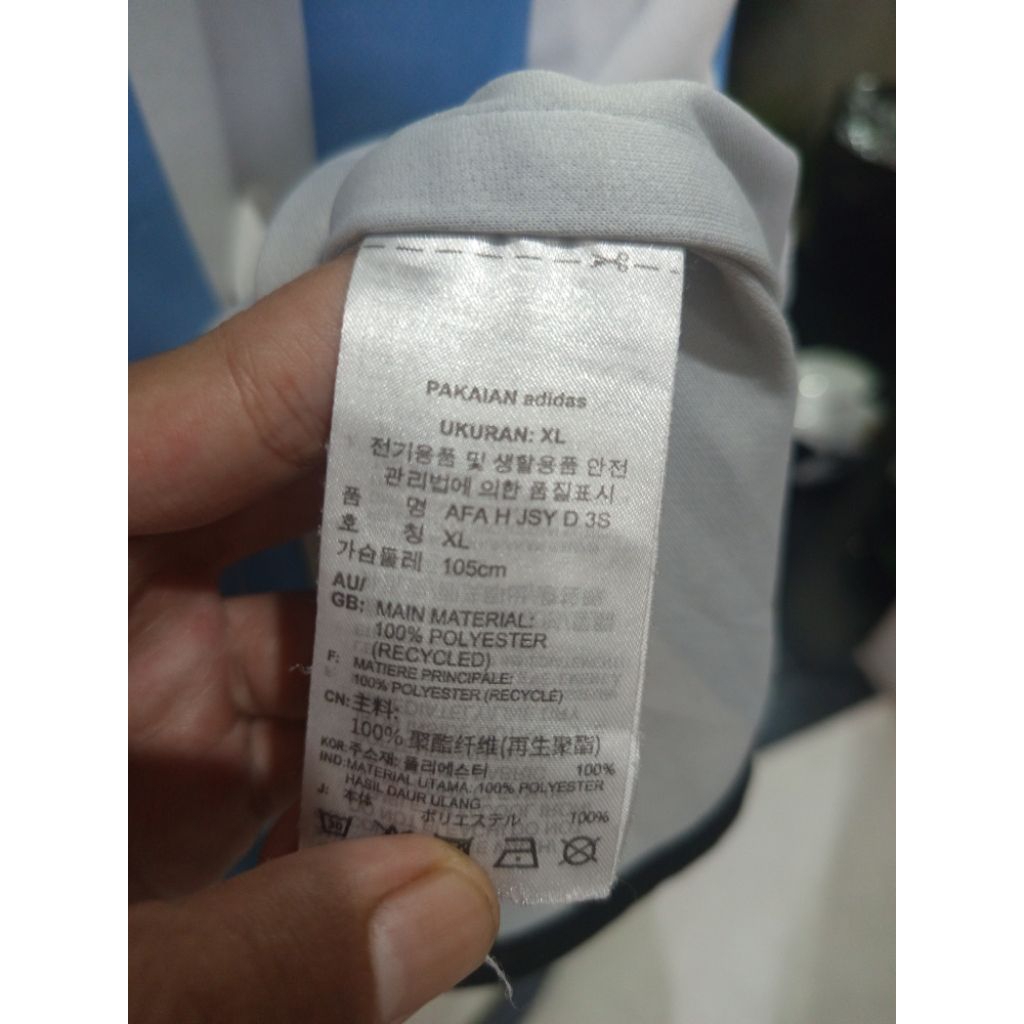 PAKAIAN adidas
UKURAN: XL
전기용품 및 생활용품 안전
관리법에 의한 품질표시
품 명 AFA H JSY D 3S
호 칭 XL
가슴둘레 105cm
AU/
GB: MAIN MATERIAL:
100% POLYESTER
(RECYCLED)
F: MATIERE PRINCIPALE:
100% POLYESTER (RECYCLÉ)
CN: 主料:
100% 聚酯纤维(再生聚酯)
KOR: 주소재: 폴리에스터 100%
IND: MATERIAL UTAMA. 100% POLYESTER
HASIL DAUR ULANG
J: 本体
ポリエステル 100%
30